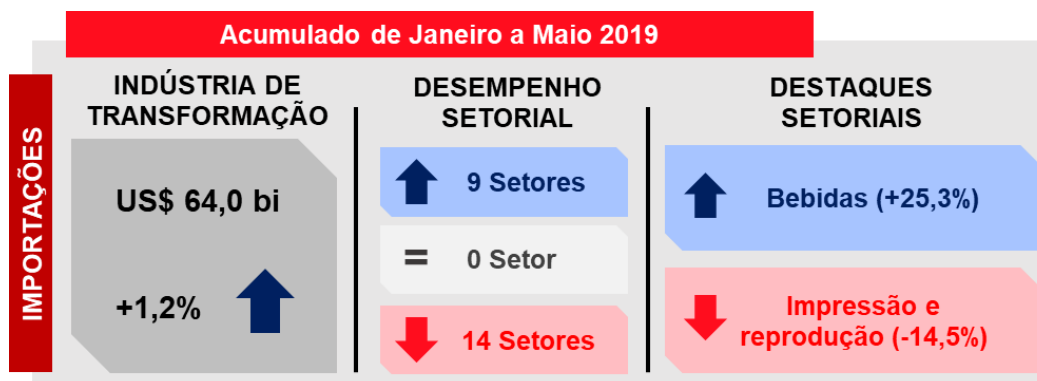 Acumulado de Janeiro a Maio 2019
IMPORTAÇÕES
INDÚSTRIA DE
TRANSFORMAÇÃO
US$ 64,0 bi
+1,2%
DESEMPENHO
SETORIAL
9 Setores
= 0 Setor
14 Setores
DESTAQUES
SETORIAIS
Bebidas (+25,3%)
Impressão e
reprodução (-14,5%)